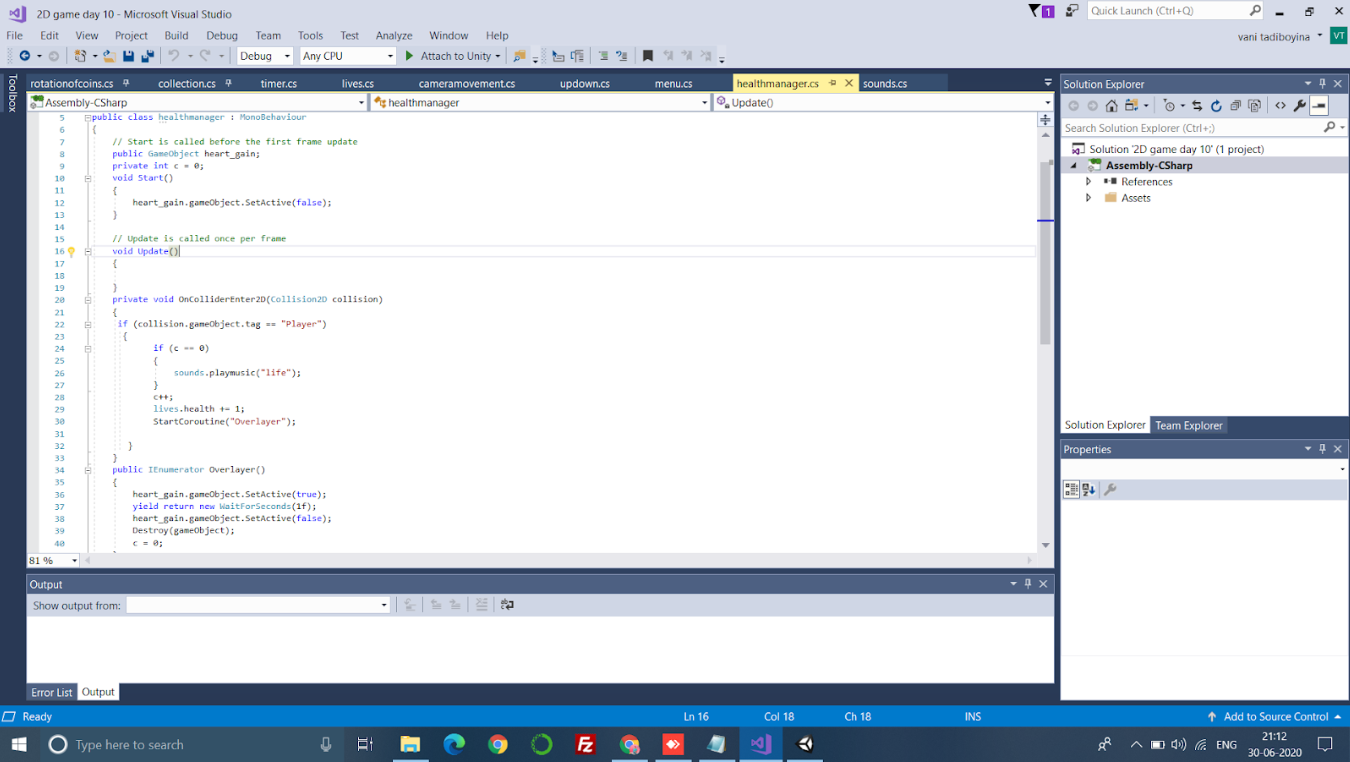 2D game day 10 - Microsoft Visual Studio
1
Quick Launch (Ctrl+Q)
File Edit View Project Build Debug Team Tools Test Analyze Window Help
vani tadiboyina
VT
Debug
Any CPU
Attach to Unity
Toolbox
rotationofcoins.cs collection.cs timer.cs lives.cs cameramovement.cs updown.cs menu.cs healthmanager.cs sounds.cs
Assembly-CSharp
healthmanager
Update()
5 public class healthmanager : MonoBehaviour
6 {
7 // Start is called before the first frame update
8 public GameObject heart_gain;
9 private int c = 0;
10 void Start()
11 {
12 heart_gain.gameObject.SetActive(false);
13 }
14
15 // Update is called once per frame
16 void Update()
17 {
18
19 }
20 private void OnColliderEnter2D(Collision2D collision)
21 {
22 if (collision.gameObject.tag == "Player")
23 {
24 if (c == 0)
25 {
26 sounds.playmusic("life");
27 }
28 c++;
29 lives.health += 1;
30 StartCoroutine("Overlayer");
31
32 }
33 }
34 public IEnumerator Overlayer()
35 {
36 heart_gain.gameObject.SetActive(true);
37 yield return new WaitForSeconds(1f);
38 heart_gain.gameObject.SetActive(false);
39 Destroy(gameObject);
40 c = 0;
81 %
Solution Explorer
Search Solution Explorer (Ctrl+;)
Solution '2D game day 10' (1 project)
Assembly-CSharp
References
Assets
Solution Explorer Team Explorer
Properties
Output
Show output from:
Error List Output
Ready
Ln 16
Col 18
Ch 18
INS
Add to Source Control
Type here to search
ENG
21:12
30-06-2020